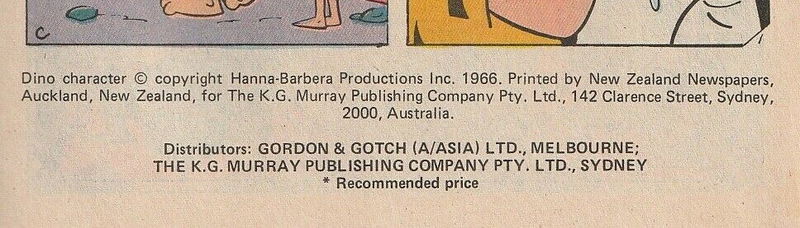 C
Dino character © copyright Hanna-Barbera Productions Inc. 1966. Printed by New Zealand Newspapers,
Auckland, New Zealand, for The K.G. Murray Publishing Company Pty. Ltd., 142 Clarence Street, Sydney,
2000, Australia.
Distributors: GORDON & GOTCH (A/ASIA) LTD., MELBOURNE;
THE K.G. MURRAY PUBLISHING COMPANY PTY. LTD., SYDNEY
* Recommended price